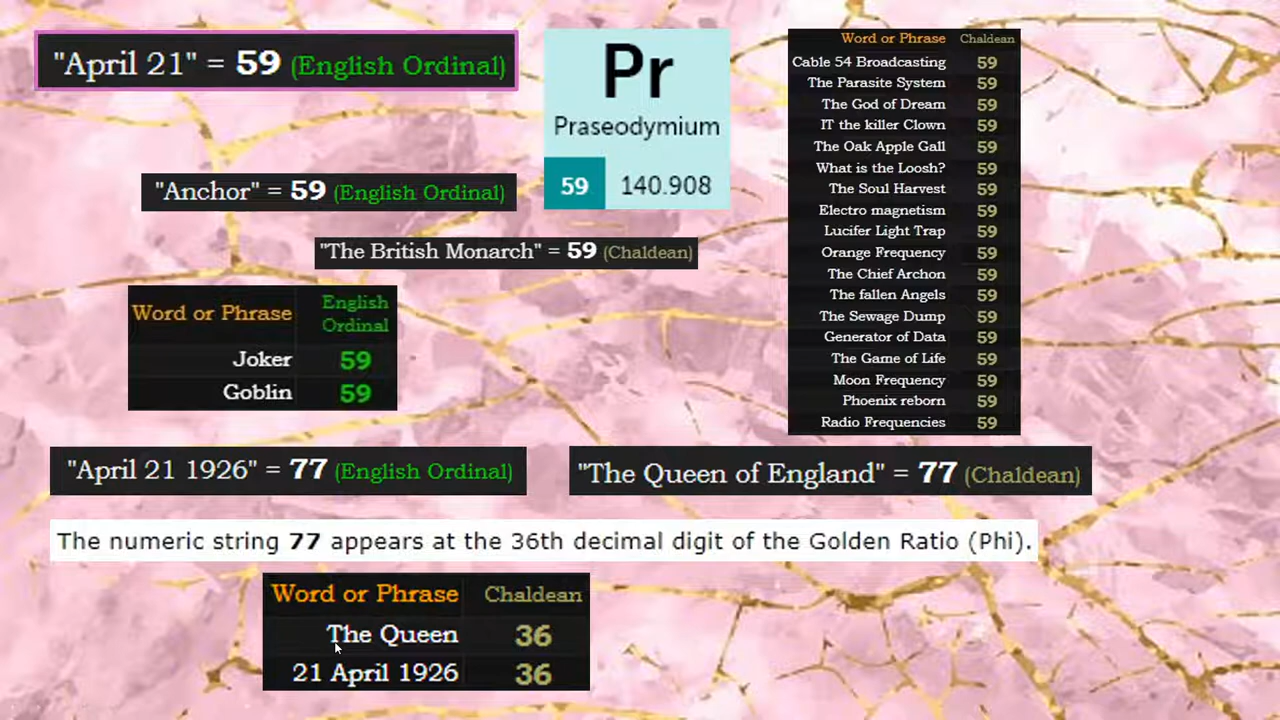 "April 21" = 59 (English Ordinal)
Pr
Praseodymium
59 140.908
"Anchor" = 59 (English Ordinal)
"The British Monarch" = 59 (Chaldean)
Word or Phrase English Ordinal
Joker 59
Goblin 59
Word or Phrase Chaldean
Cable 54 Broadcasting 59
The Parasite System 59
The God of Dream 59
IT the killer Clown 59
The Oak Apple Gall 59
What is the Loosh? 59
The Soul Harvest 59
Electro magnetism 59
Lucifer Light Trap 59
Orange Frequency 59
The Chief Archon 59
The fallen Angels 59
The Sewage Dump 59
Generator of Data 59
The Game of Life 59
Moon Frequency 59
Phoenix reborn 59
Radio Frequencies 59
"April 21 1926" = 77 (English Ordinal)
"The Queen of England" = 77 (Chaldean)
The numeric string 77 appears at the 36th decimal digit of the Golden Ratio (Phi).
Word or Phrase Chaldean
The Queen 36
21 April 1926 36